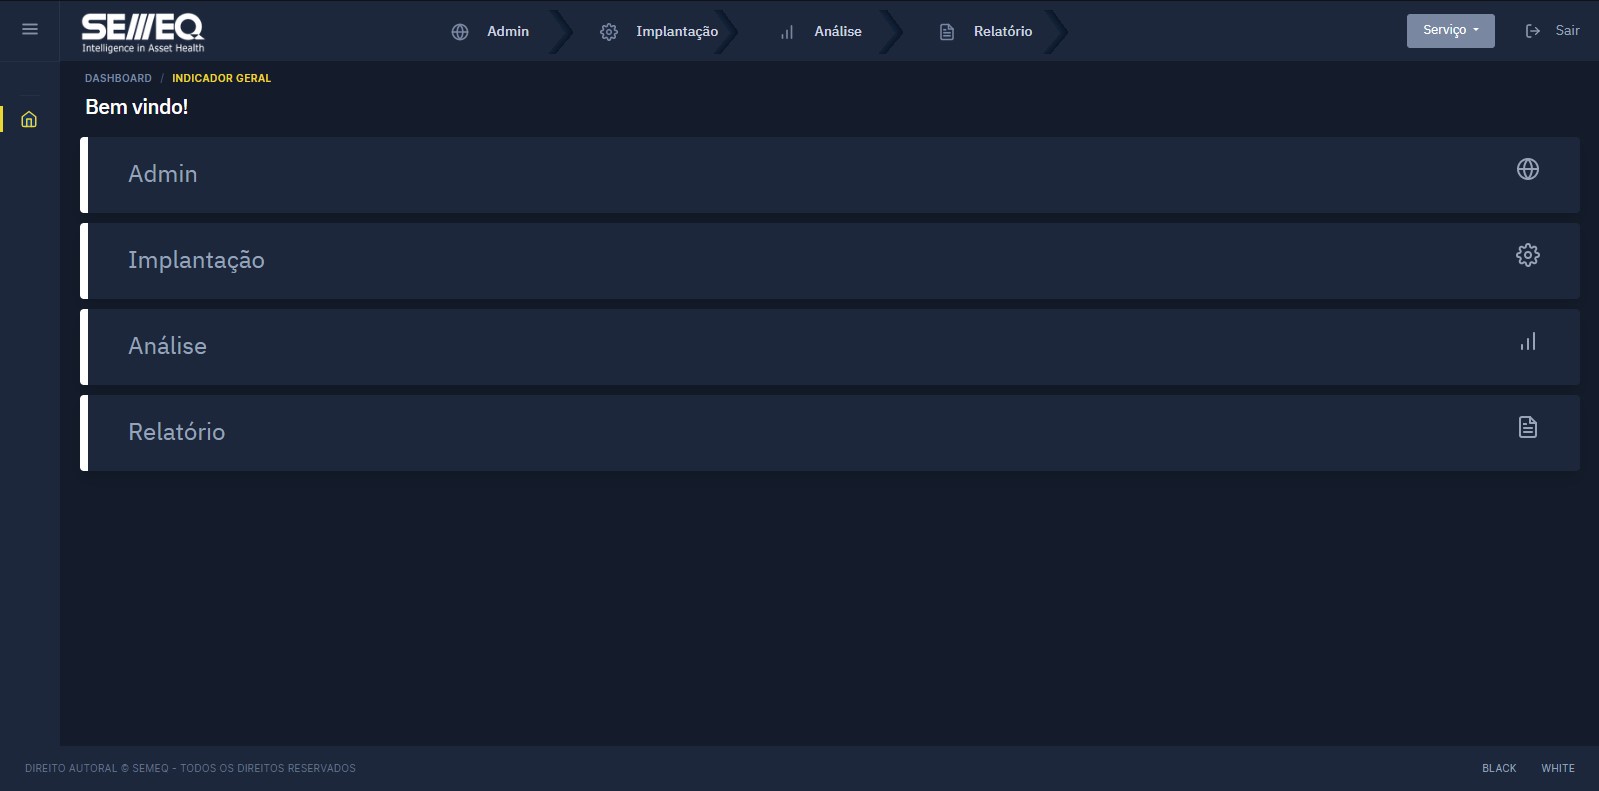 SEMEQ
Intelligence in Asset Health
Admin
Implantação
Análise
Relatório
Serviço
Sair
DASHBOARD / INDICADOR GERAL
Bem vindo!
Admin
Implantação
Análise
Relatório
DIREITO AUTORAL © SEMEQ - TODOS OS DIREITOS RESERVADOS
BLACK
WHITE